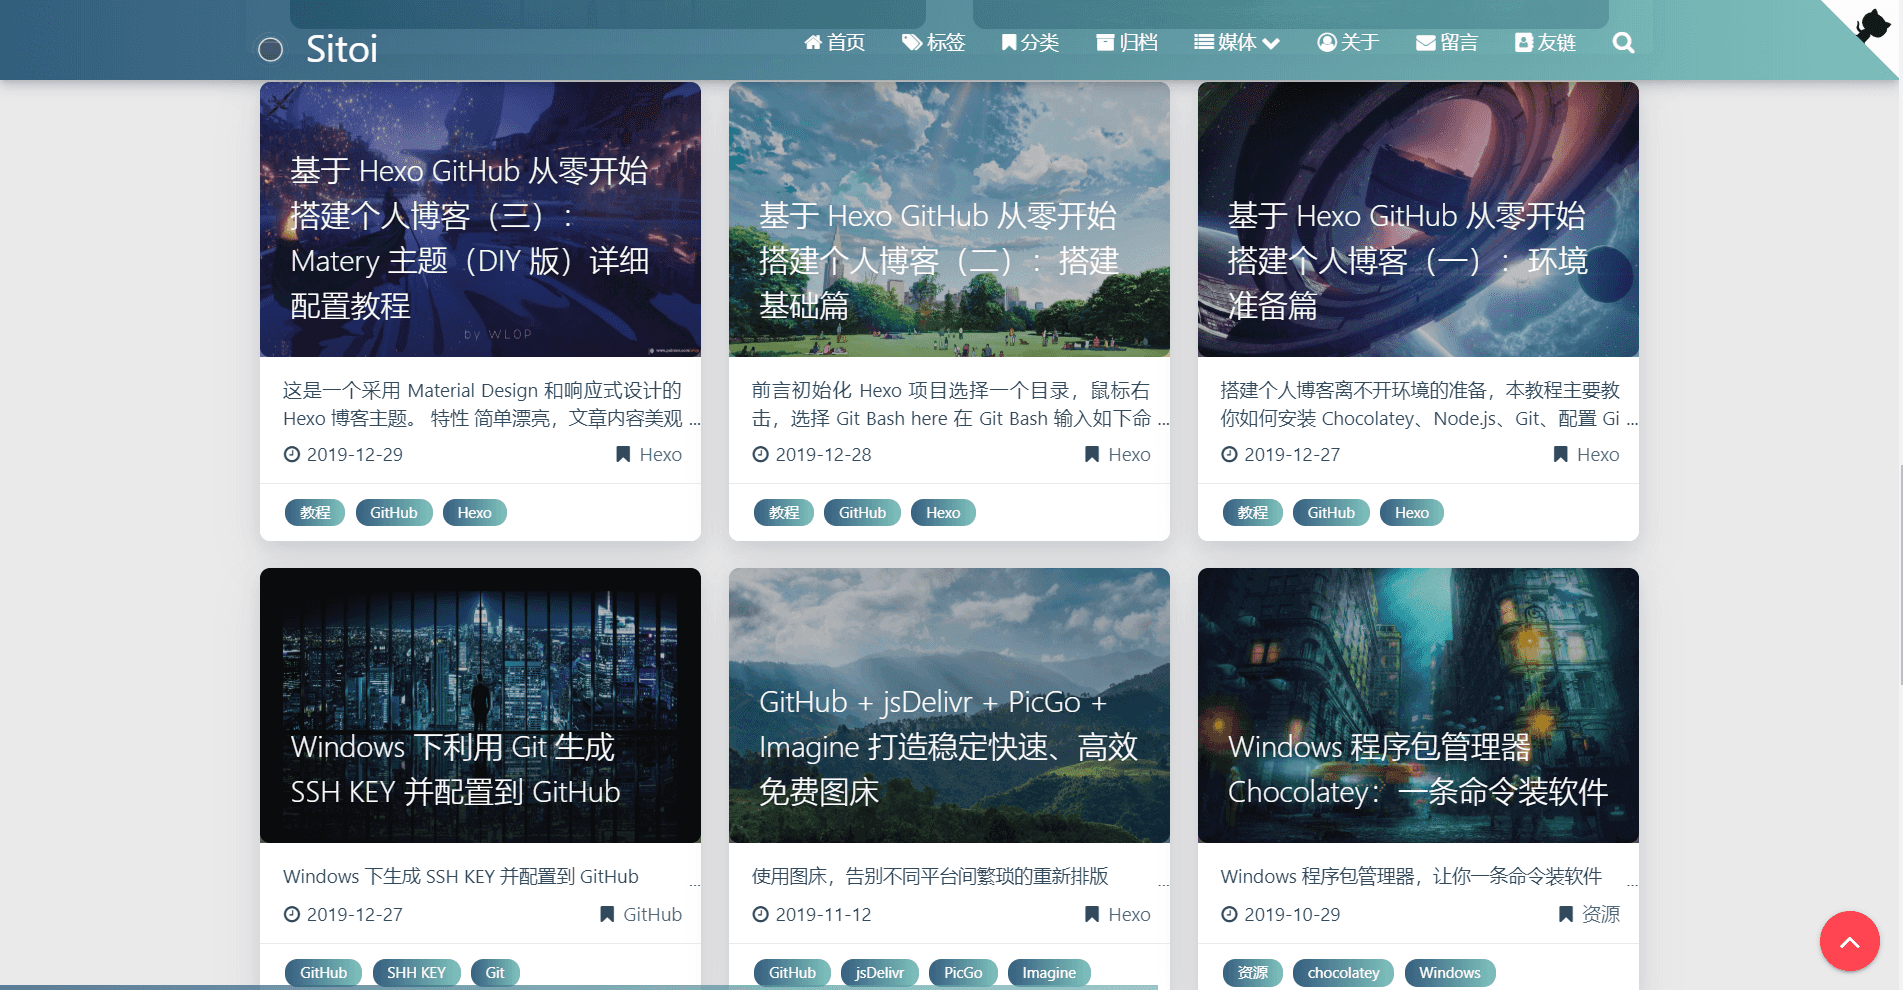 Sitoi
首页 标签 分类 归档 媒体 关于 留言 友链
基于 Hexo GitHub 从零开始
搭建个人博客（三）：
Matery 主题（DIY 版）详细
配置教程
by WLOP
这是一个采用 Material Design 和响应式设计的
Hexo 博客主题。 特性 简单漂亮，文章内容美观 ...
2019-12-29 Hexo
教程 GitHub Hexo
基于 Hexo GitHub 从零开始
搭建个人博客（二）：搭建
基础篇
前言初始化 Hexo 项目选择一个目录，鼠标右
击，选择 Git Bash here 在 Git Bash 输入如下命 ...
2019-12-28 Hexo
教程 GitHub Hexo
基于 Hexo GitHub 从零开始
搭建个人博客（一）：环境
准备篇
搭建个人博客离不开环境的准备，本教程主要教
你如何安装 Chocolatey、Node.js、Git、配置 Gi ...
2019-12-27 Hexo
教程 GitHub Hexo
Windows 下利用 Git 生成
SSH KEY 并配置到 GitHub
Windows 下生成 SSH KEY 并配置到 GitHub ...
2019-12-27 GitHub
GitHub SHH KEY Git
GitHub + jsDelivr + PicGo +
Imagine 打造稳定快速、高效
免费图床
使用图床，告别不同平台间繁琐的重新排版 ...
2019-11-12 Hexo
GitHub jsDelivr PicGo Imagine
Windows 程序包管理器
Chocolatey：一条命令装软件
Windows 程序包管理器，让你一条命令装软件 ...
2019-10-29 资源
资源 chocolatey Windows